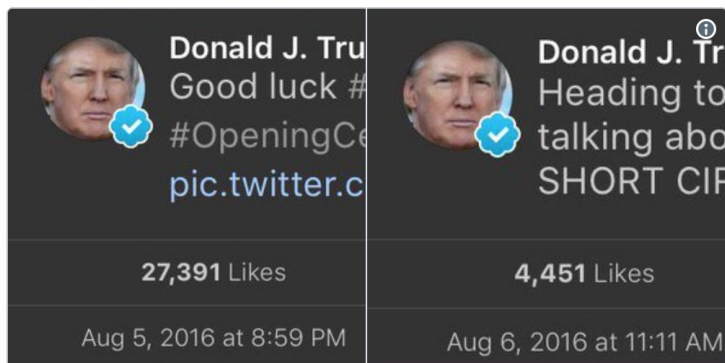 Donald J. Tru
Good luck #
#OpeningCe
pic.twitter.c
27,391 Likes
Aug 5, 2016 at 8:59 PM
Donald J. Tr
Heading to
talking abo
SHORT CIR
4,451 Likes
Aug 6, 2016 at 11:11 AM